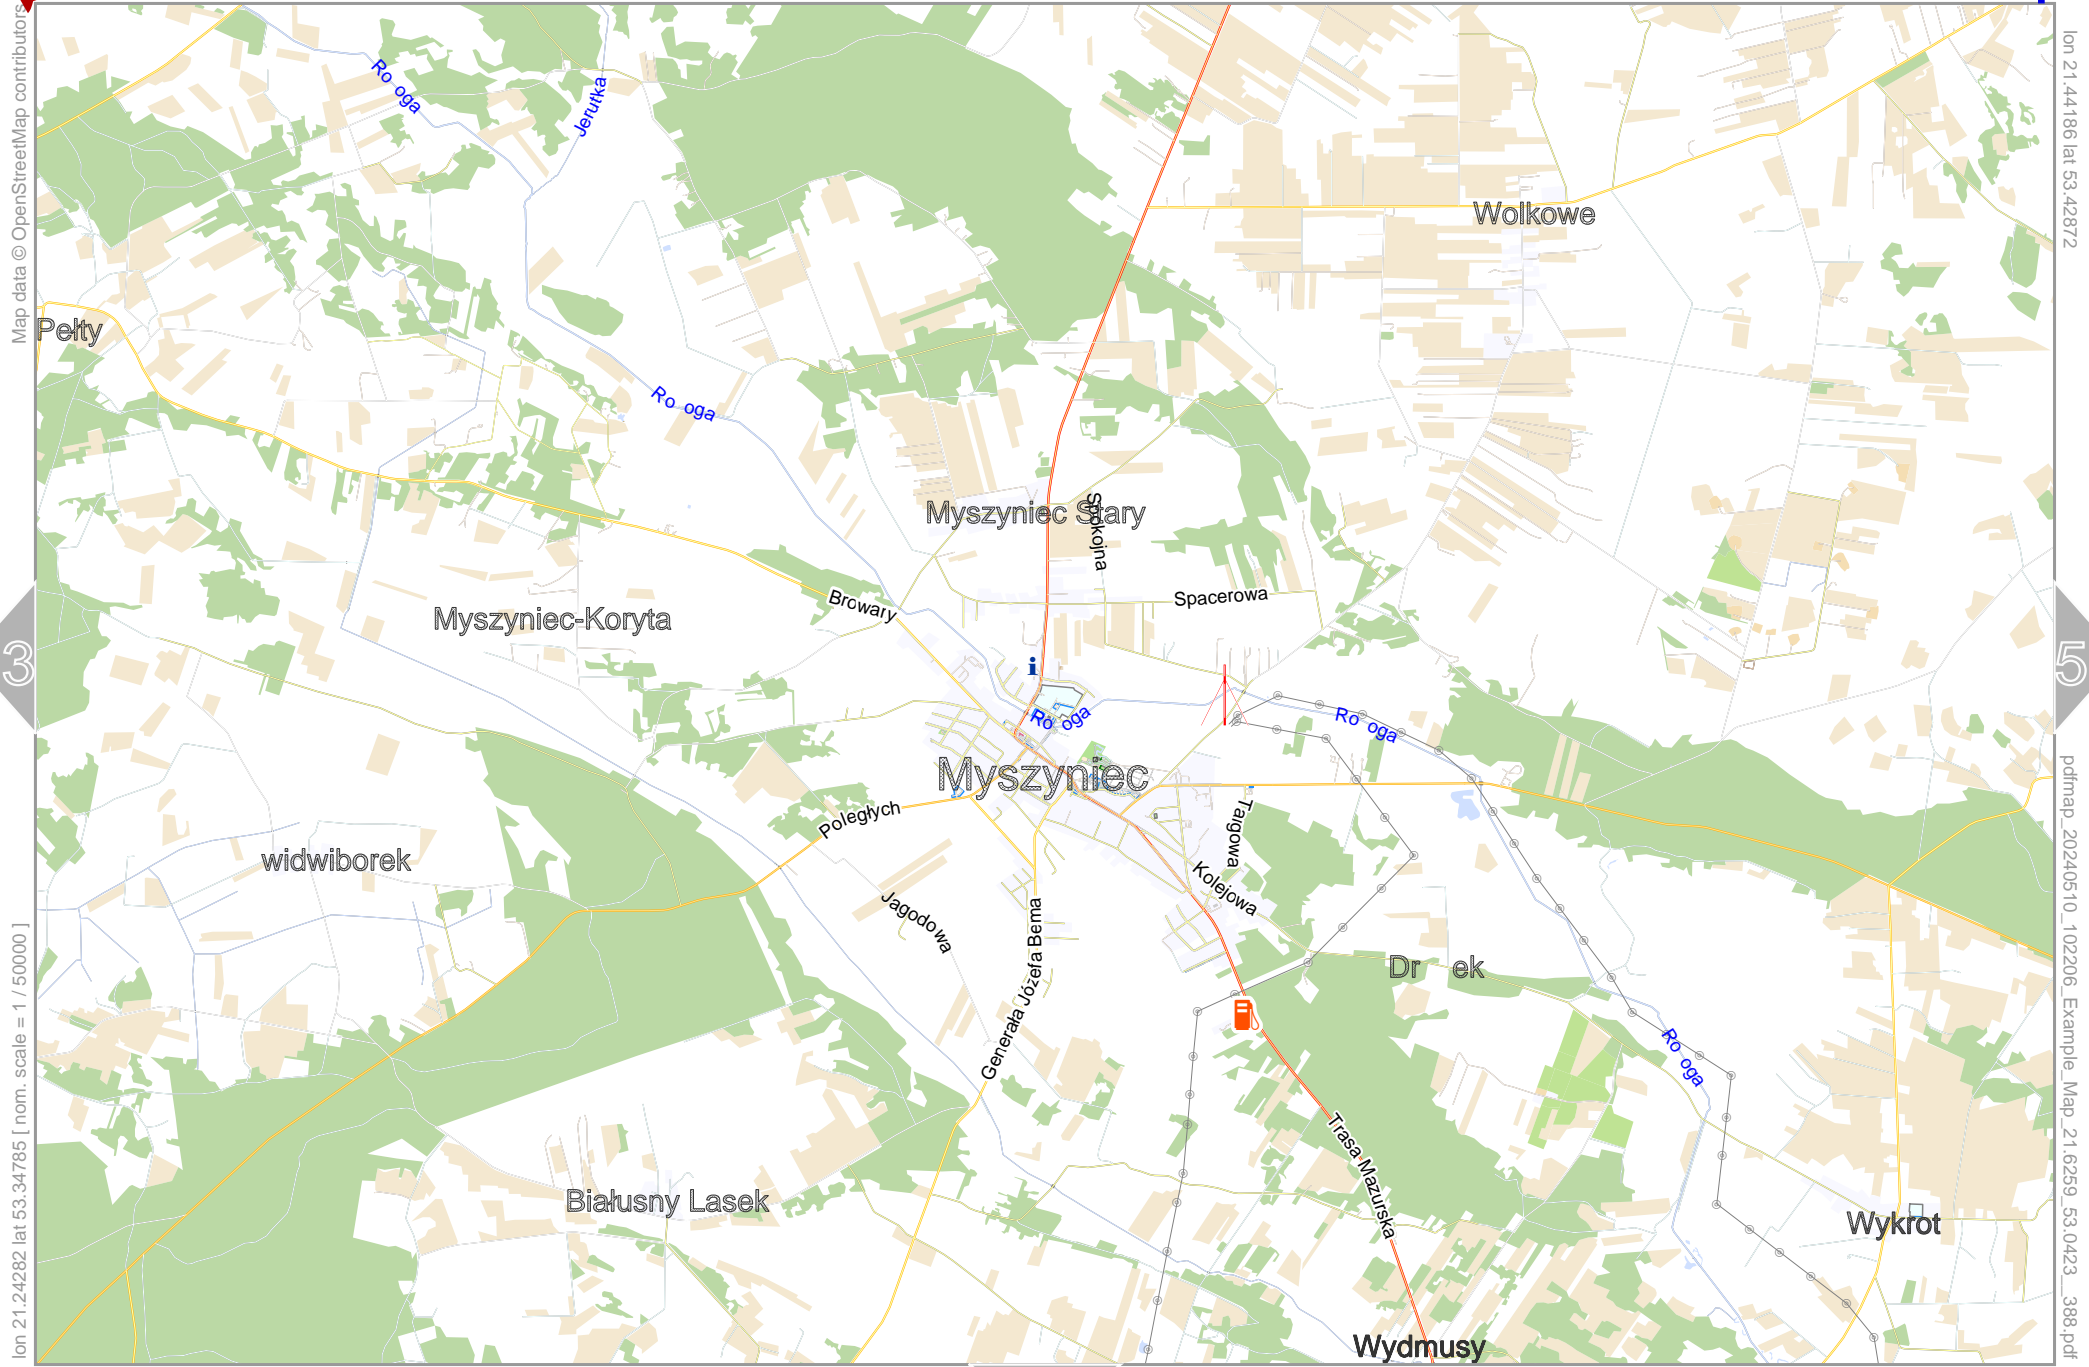 Map data © OpenStreetMap contributors
lon 21.44186 lat 53.42872
Ro oga
Jerutka
Wolkowe
Pełty
Ro oga
Myszyniec Stary
Spokojna
Browary
Spacerowa
Myszyniec-Koryta
3
5
i
Ro oga
Ro oga
Myszyniec
Poległych
Targowa
widwiborek
Kolejowa
Jagodowa
Generała Józefa Bema
Dr ek
Ro oga
Trasa Mazurska
Białusny Lasek
Wykrot
Wydmusy
lon 21.24282 lat 53.34785 [ nom. scale = 1 / 50000 ]
pdfmap_20240510_102206_Example_Map_21.6259_53.0423__388.pdf